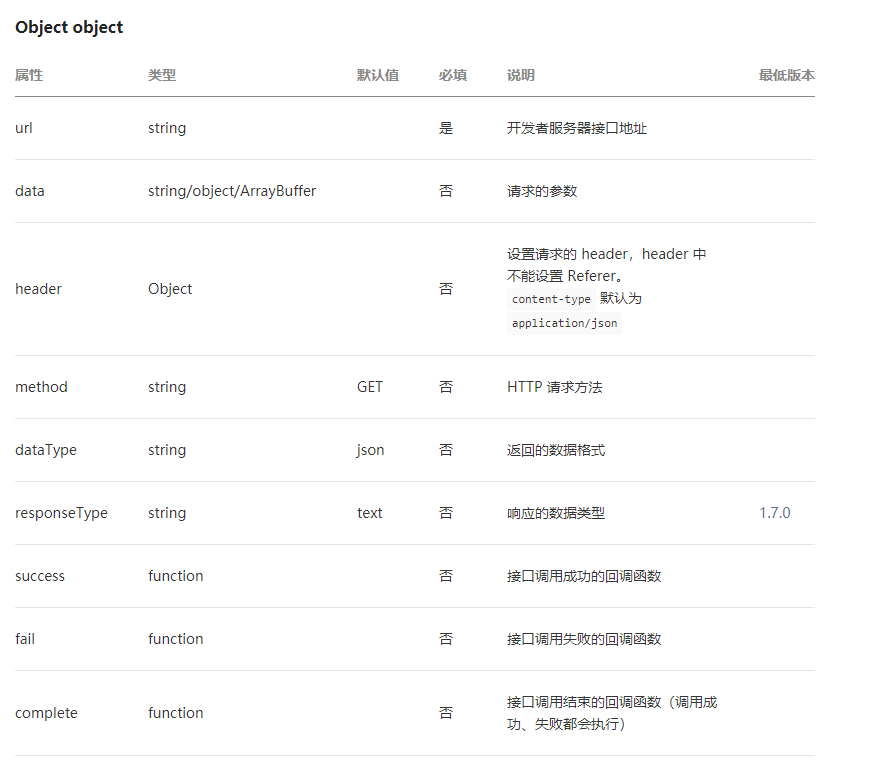 Object object
属性 类型 默认值 必填 说明 最低版本
url string 是 开发者服务器接口地址
data string/object/ArrayBuffer 否 请求的参数
header Object 否 设置请求的 header，header 中
不能设置 Referer。
content-type 默认为
application/json
method string GET 否 HTTP 请求方法
dataType string json 否 返回的数据格式
responseType string text 否 响应的数据类型 1.7.0
success function 否 接口调用成功的回调函数
fail function 否 接口调用失败的回调函数
complete function 否 接口调用结束的回调函数（调用成
功、失败都会执行）